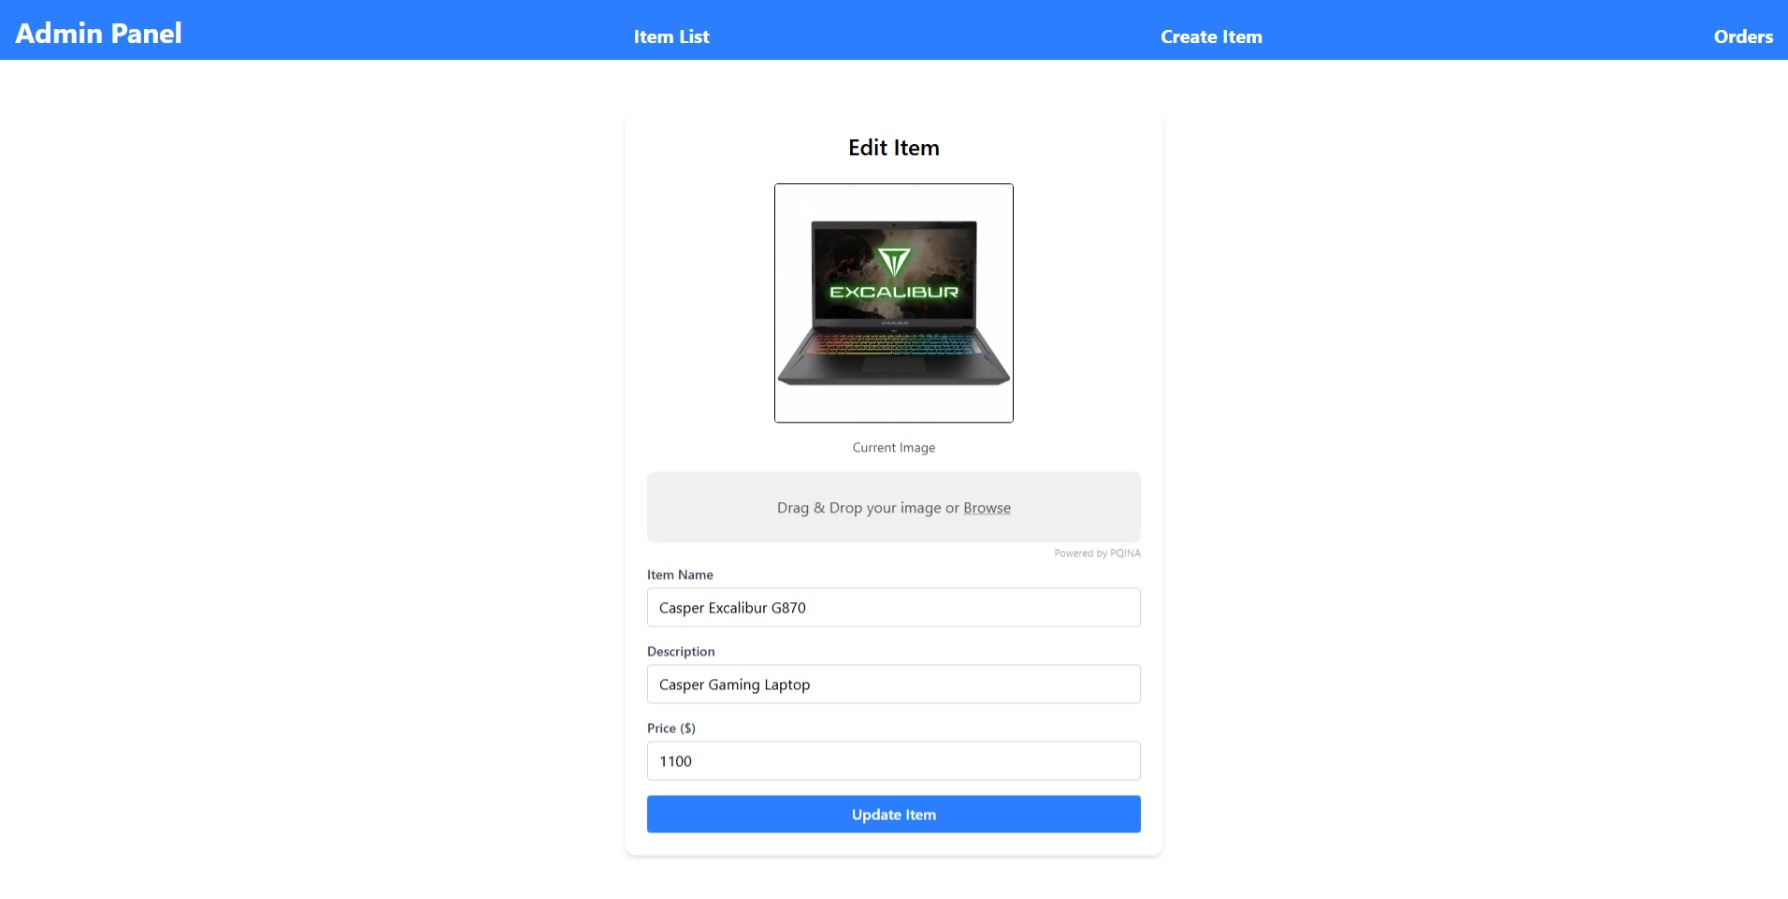 Admin Panel
Item List
Create Item
Orders
Edit Item
EXCALIBUR
Current Image
Drag & Drop your image or Browse
Powered by PQINA
Item Name
Casper Excalibur G870
Description
Casper Gaming Laptop
Price ($)
1100
Update Item